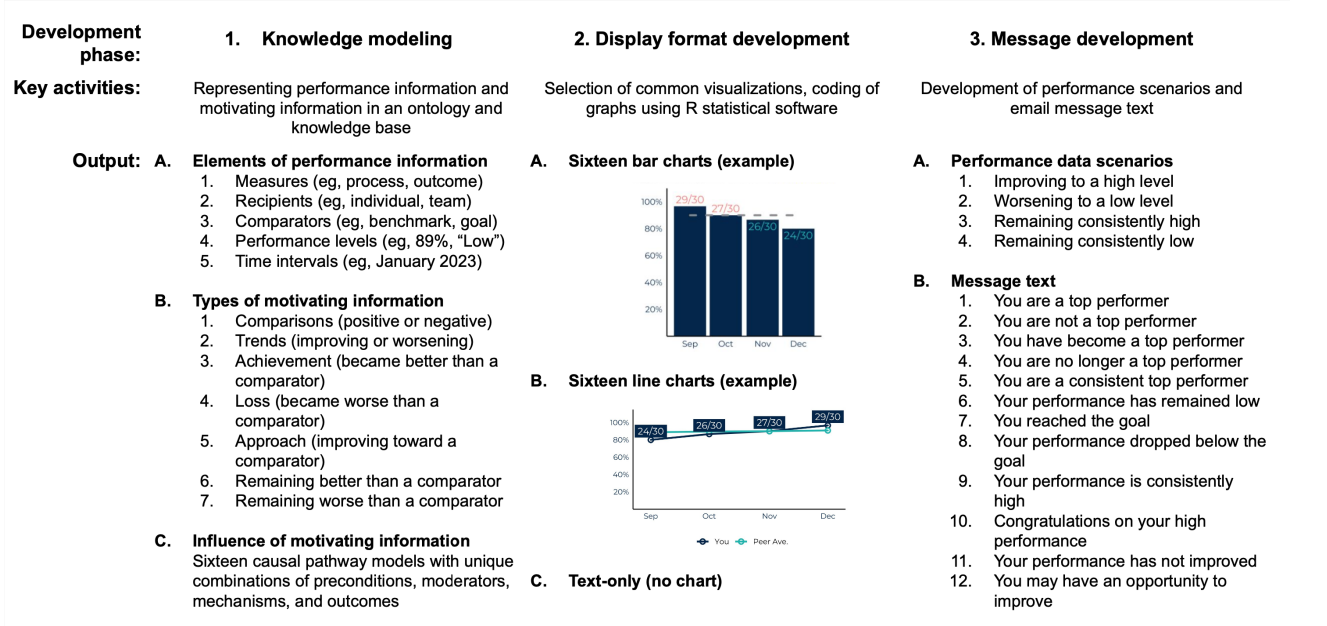 Development phase:
1. Knowledge modeling
2. Display format development
3. Message development
Key activities:
Representing performance information and
motivating information in an ontology and
knowledge base
Selection of common visualizations, coding of
graphs using R statistical software
Development of performance scenarios and
email message text
Output:
A. Elements of performance information
1. Measures (eg, process, outcome)
2. Recipients (eg, individual, team)
3. Comparators (eg, benchmark, goal)
4. Performance levels (eg, 89%, “Low”)
5. Time intervals (eg, January 2023)
B. Types of motivating information
1. Comparisons (positive or negative)
2. Trends (improving or worsening)
3. Achievement (became better than a
comparator)
4. Loss (became worse than a
comparator)
5. Approach (improving toward a
comparator)
6. Remaining better than a comparator
7. Remaining worse than a comparator
C. Influence of motivating information
Sixteen causal pathway models with unique
combinations of preconditions, moderators,
mechanisms, and outcomes
A. Sixteen bar charts (example)
100%
80%
60%
40%
20%
29/30
27/30
26/30
24/30
Sep Oct Nov Dec
B. Sixteen line charts (example)
100%
80%
60%
40%
20%
24/30
26/30
27/30
29/30
Sep Oct Nov Dec
You Peer Ave.
C. Text-only (no chart)
A. Performance data scenarios
1. Improving to a high level
2. Worsening to a low level
3. Remaining consistently high
4. Remaining consistently low
B. Message text
1. You are a top performer
2. You are not a top performer
3. You have become a top performer
4. You are no longer a top performer
5. You are a consistent top performer
6. Your performance has remained low
7. You reached the goal
8. Your performance dropped below the
goal
9. Your performance is consistently
high
10. Congratulations on your high
performance
11. Your performance has not improved
12. You may have an opportunity to
improve